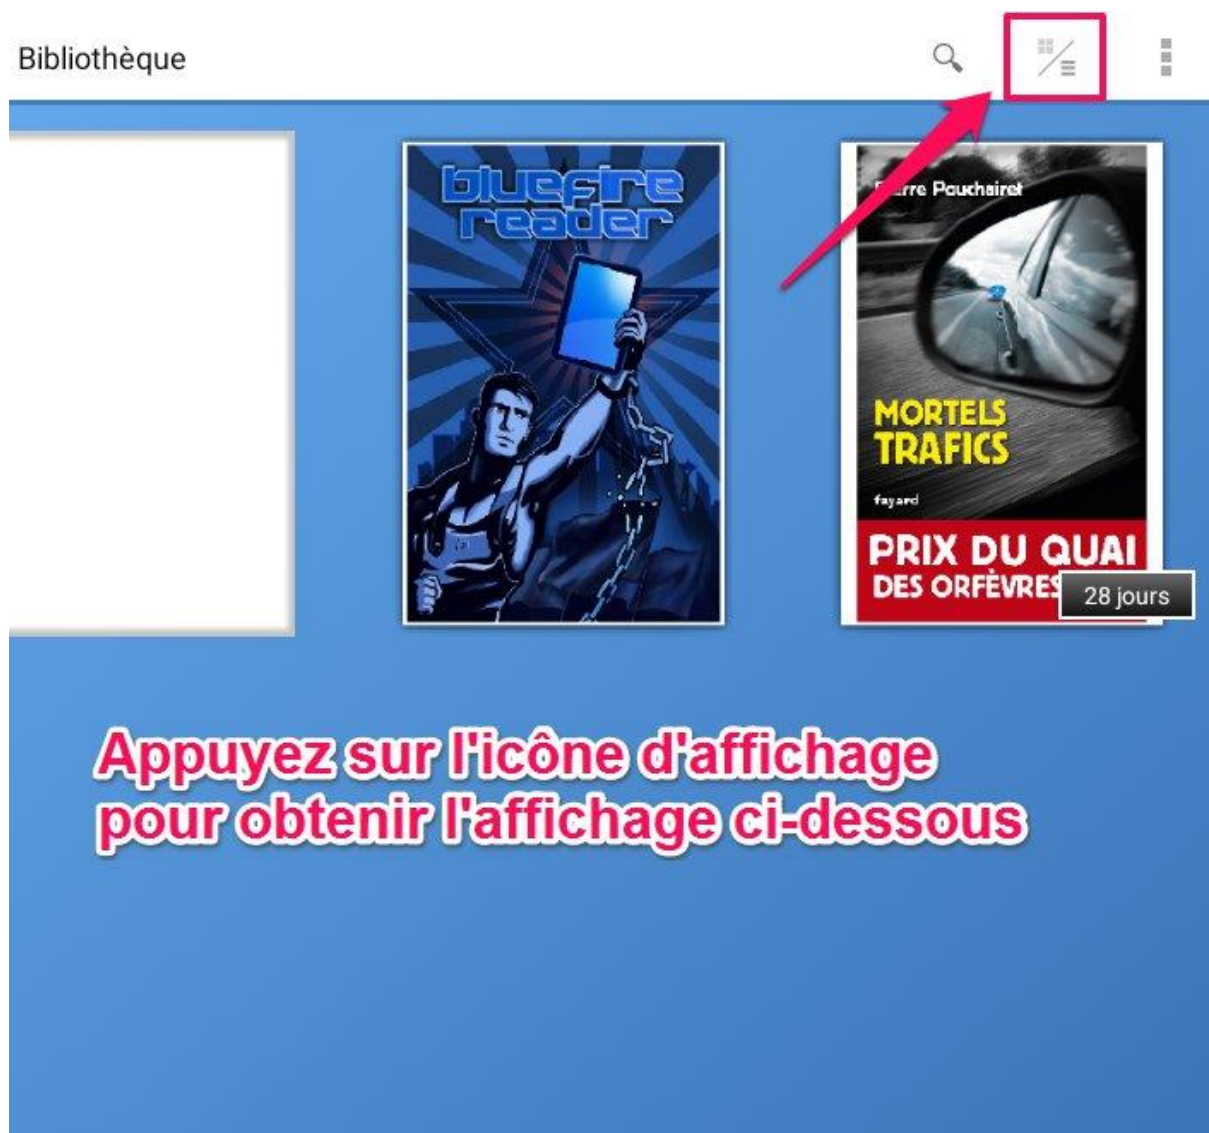 Bibliothèque
bluefire
reader
Pierre Pouchairet
MORTELS
TRAFICS
fayard
PRIX DU QUAI
DES ORFÈVRES
28 jours
Appuyez sur l'icône d'affichage
pour obtenir l'affichage ci-dessous